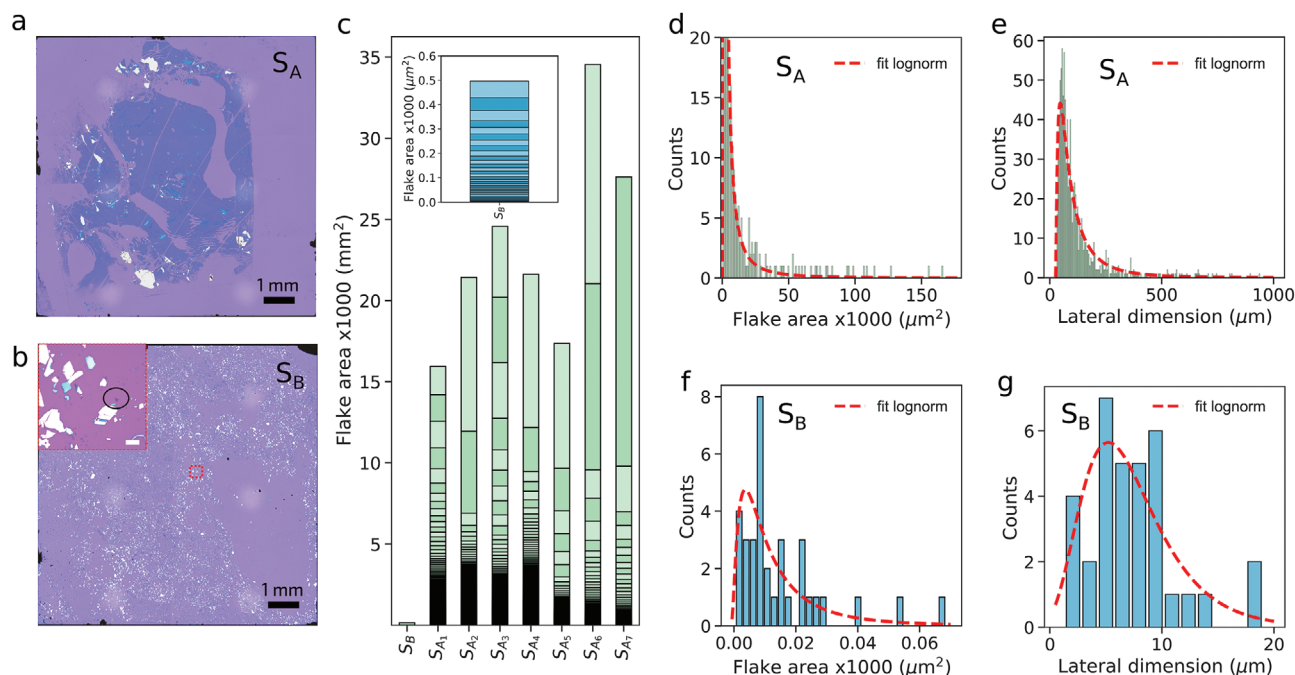 a
S_A
1 mm
b
S_B
1 mm
c
Flake area x1000 (mm²)
35
30
25
20
15
10
5
S_B S_A₁ S_A₂ S_A₃ S_A₄ S_A₅ S_A₆ S_A₇
Flake area x1000 (μm²)
0.6
0.5
0.4
0.3
0.2
0.1
0.0
S_B
d
S_A
fit lognorm
Counts
20
15
10
5
0
0 50 100 150
Flake area x1000 (μm²)
e
S_A
fit lognorm
Counts
60
50
40
30
20
10
0
0 500 1000
Lateral dimension (μm)
f
S_B
fit lognorm
Counts
8
6
4
2
0
0.00 0.02 0.04 0.06
Flake area x1000 (μm²)
g
S_B
fit lognorm
Counts
8
6
4
2
0
0 10 20
Lateral dimension (μm)